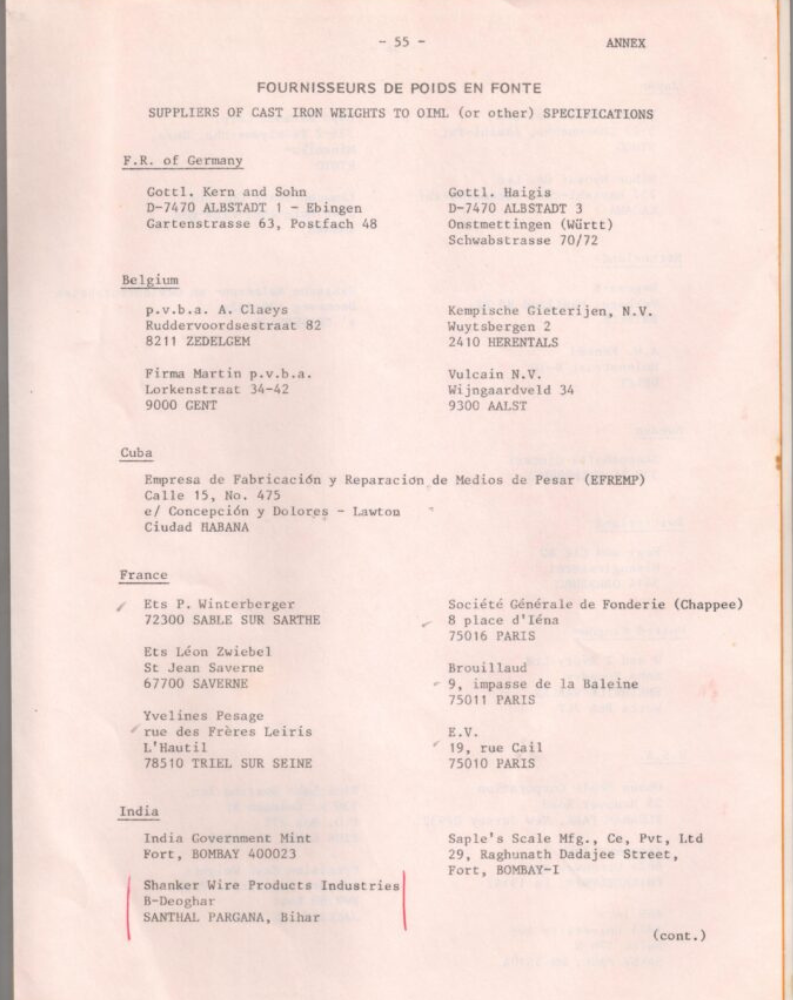 - 55 -
ANNEX
FOURNISSEURS DE POIDS EN FONTE
SUPPLIERS OF CAST IRON WEIGHTS TO OIML (or other) SPECIFICATIONS
F.R. of Germany
Gottl. Kern and Sohn
D-7470 ALBSTADT 1 - Ebingen
Gartenstrasse 63, Postfach 48
Gottl. Haigis
D-7470 ALBSTADT 3
Onstmettingen (Württ)
Schwabstrasse 70/72
Belgium
p.v.b.a. A. Claeys
Ruddervoordsestraat 82
8211 ZEDELGEM
Kempische Gieterijen, N.V.
Wuytsbergen 2
2410 HERENTALS
Firma Martin p.v.b.a.
Lorkenstraat 34-42
9000 GENT
Vulcain N.V.
Wijngaardveld 34
9300 AALST
Cuba
Empresa de Fabricación y Reparación de Medios de Pesar (EFREMP)
Calle 15, No. 475
e/ Concepción y Dolores - Lawton
Ciudad HABANA
France
Ets P. Winterberger
72300 SABLE SUR SARTHE
Société Générale de Fonderie (Chappee)
8 place d'Iéna
75016 PARIS
Ets Léon Zwiebel
St Jean Saverne
67700 SAVERNE
Brouillaud
9, impasse de la Baleine
75011 PARIS
Yvelines Pesage
rue des Frères Leiris
L'Hautil
78510 TRIEL SUR SEINE
E.V.
19, rue Cail
75010 PARIS
India
India Government Mint
Fort, BOMBAY 400023
Saple's Scale Mfg., Ce, Pvt, Ltd
29, Raghunath Dadajee Street,
Fort, BOMBAY-I
Shanker Wire Products Industries
B-Deoghar
SANTHAL PARGANA, Bihar
(cont.)